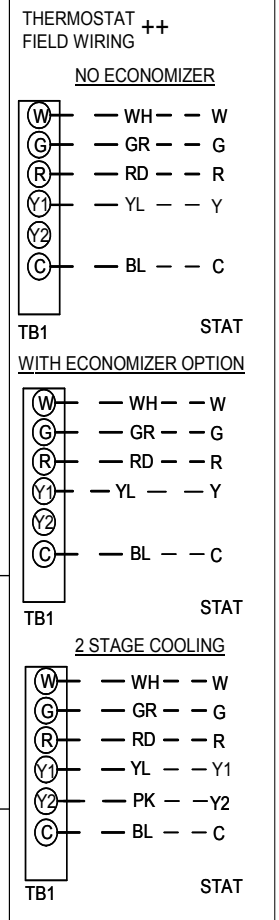 THERMOSTAT ++
FIELD WIRING
NO ECONOMIZER
W WH W
G GR G
R RD R
Y1 YL Y
Y2
C BL C
TB1 STAT
WITH ECONOMIZER OPTION
W WH W
G GR G
R RD R
Y1 YL Y
Y2
C BL C
TB1 STAT
2 STAGE COOLING
W WH W
G GR G
R RD R
Y1 YL Y1
Y2 PK Y2
C BL C
TB1 STAT